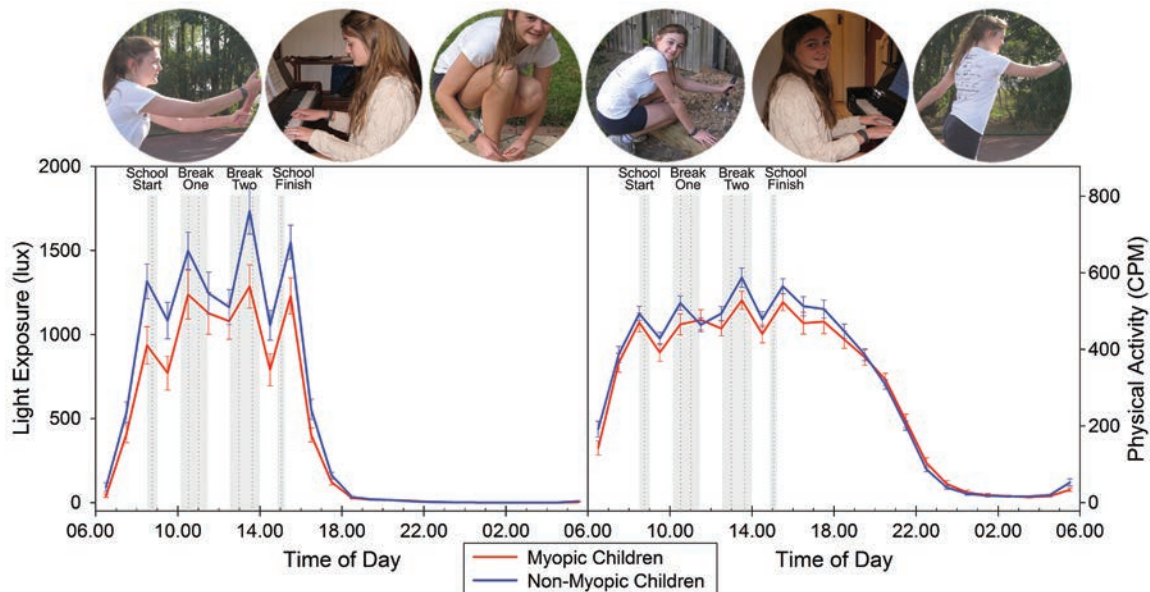 School Start
Break One
Break Two
School Finish
School Start
Break One
Break Two
School Finish
2000
1500
1000
500
0
Light Exposure (lux)
800
600
400
200
0
Physical Activity (CPM)
06.00 10.00 14.00 18.00 22.00 02.00 06.00
06.00 10.00 14.00 18.00 22.00 02.00 06.00
Time of Day
Time of Day
Myopic Children
Non-Myopic Children